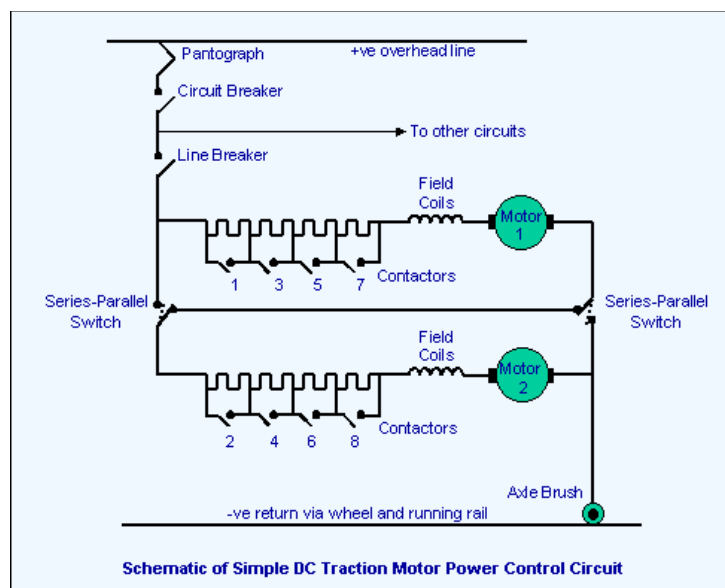 Pantograph
+ve overhead line
Circuit Breaker
To other circuits
Line Breaker
Field
Coils
Motor
1
1 3 5 7
Contactors
Series-Parallel
Switch
Series-Parallel
Switch
Field
Coils
Motor
2
2 4 6 8
Contactors
Axle Brush
-ve return via wheel and running rail
Schematic of Simple DC Traction Motor Power Control Circuit